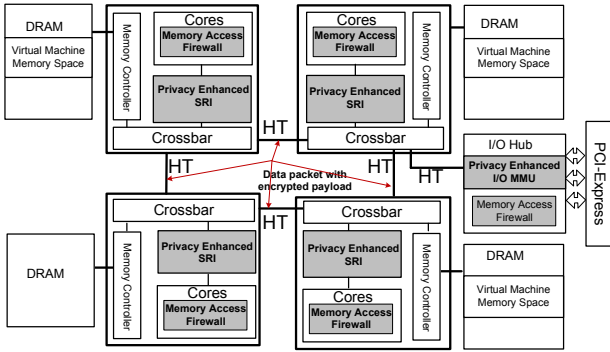 DRAM
Virtual Machine
Memory Space
Memory Controller
Cores
Memory Access
Firewall
Privacy Enhanced
SRI
Crossbar
HT
Cores
Memory Access
Firewall
Memory Controller
Privacy Enhanced
SRI
Crossbar
DRAM
Virtual Machine
Memory Space
HT
HT
HT
Data packet with
encrypted payload
I/O Hub
Privacy Enhanced
I/O MMU
Memory Access
Firewall
PCI-Express
DRAM
Crossbar
Memory Controller
Privacy Enhanced
SRI
Cores
Memory Access
Firewall
HT
Crossbar
Privacy Enhanced
SRI
Memory Controller
Cores
Memory Access
Firewall
DRAM
Virtual Machine
Memory Space